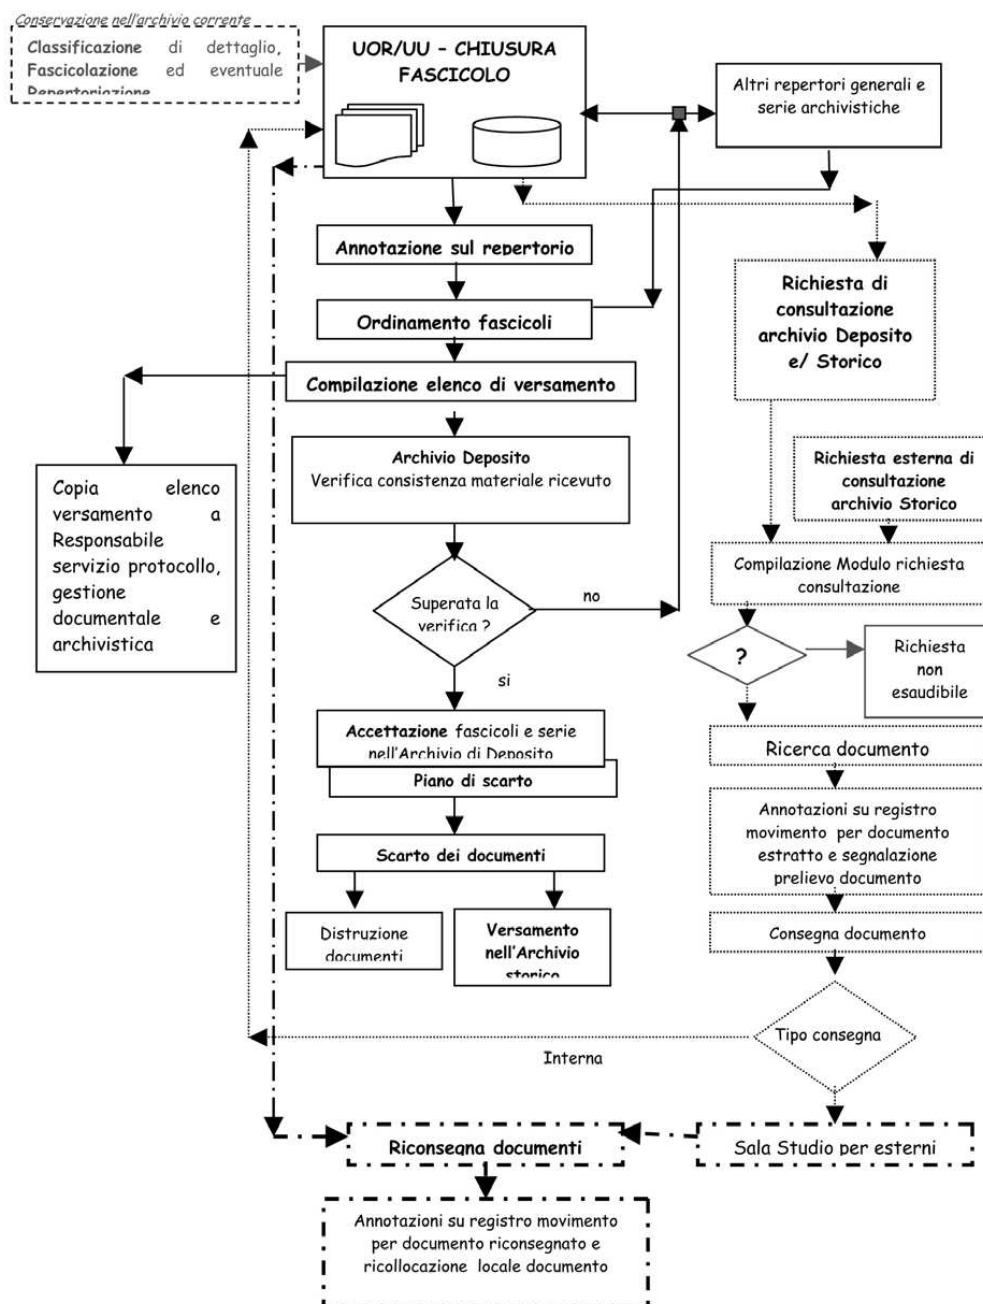 Conservazione nell'archivio corrente
Classificazione di dettaglio,
Fascicolazione ed eventuale
Repertoriazione
UOR/UU - CHIUSURA
FASCICOLO
Altri repertori generali e
serie archivistiche
Annotazione sul repertorio
Ordinamento fascicoli
Compilazione elenco di versamento
Richiesta di
consultazione
archivio Deposito
e/ Storico
Archivio Deposito
Verifica consistenza materiale ricevuto
Richiesta esterna di
consultazione
archivio Storico
Copia elenco
versamento a
Responsabile
servizio protocollo,
gestione
documentale e
archivistica
Compilazione Modulo richiesta
consultazione
Superata la
verifica ?
no
si
?
Richiesta
non
esaudibile
Accettazione fascicoli e serie
nell'Archivio di Deposito
Piano di scarto
Ricerca documento
Annotazioni su registro
movimento per documento
estratto e segnalazione
prelievo documento
Scarto dei documenti
Distruzione
documenti
Versamento
nell'Archivio
storico
Consegna documento
Tipo consegna
Interna
Riconsegna documenti
Sala Studio per esterni
Annotazioni su registro movimento
per documento riconsegnato e
ricollocazione locale documento